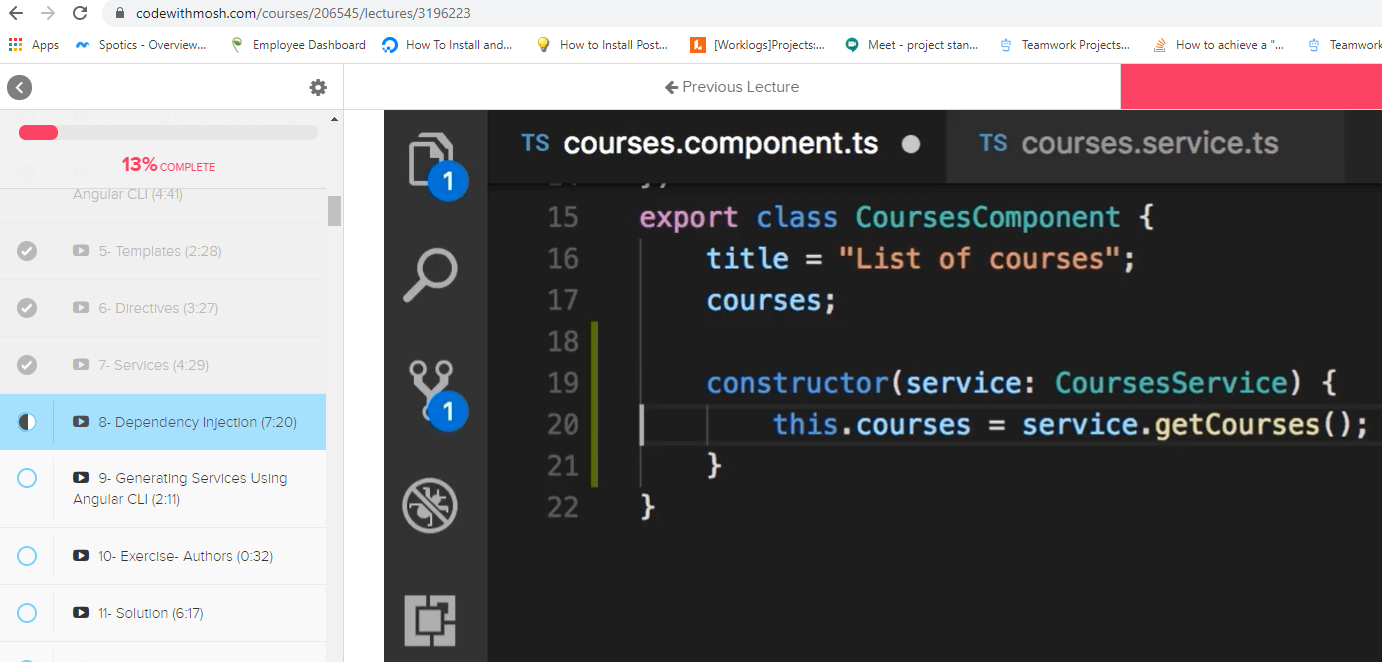 codewithmosh.com/courses/206545/lectures/3196223
Apps Spotics - Overview... Employee Dashboard How To Install and... How to Install Post... [Worklogs]Projects:... Meet - project stan... Teamwork Projects... How to achieve a "... Teamwork
Previous Lecture
13% COMPLETE
Angular CLI (4:41)
5- Templates (2:28)
6- Directives (3:27)
7- Services (4:29)
8- Dependency Injection (7:20)
9- Generating Services Using
Angular CLI (2:11)
10- Exercise- Authors (0:32)
11- Solution (6:17)
1
1
TS courses.component.ts TS courses.service.ts
15 export class CoursesComponent {
16 title = "List of courses";
17 courses;
18
19 constructor(service: CoursesService) {
20 this.courses = service.getCourses();
21 }
22 }